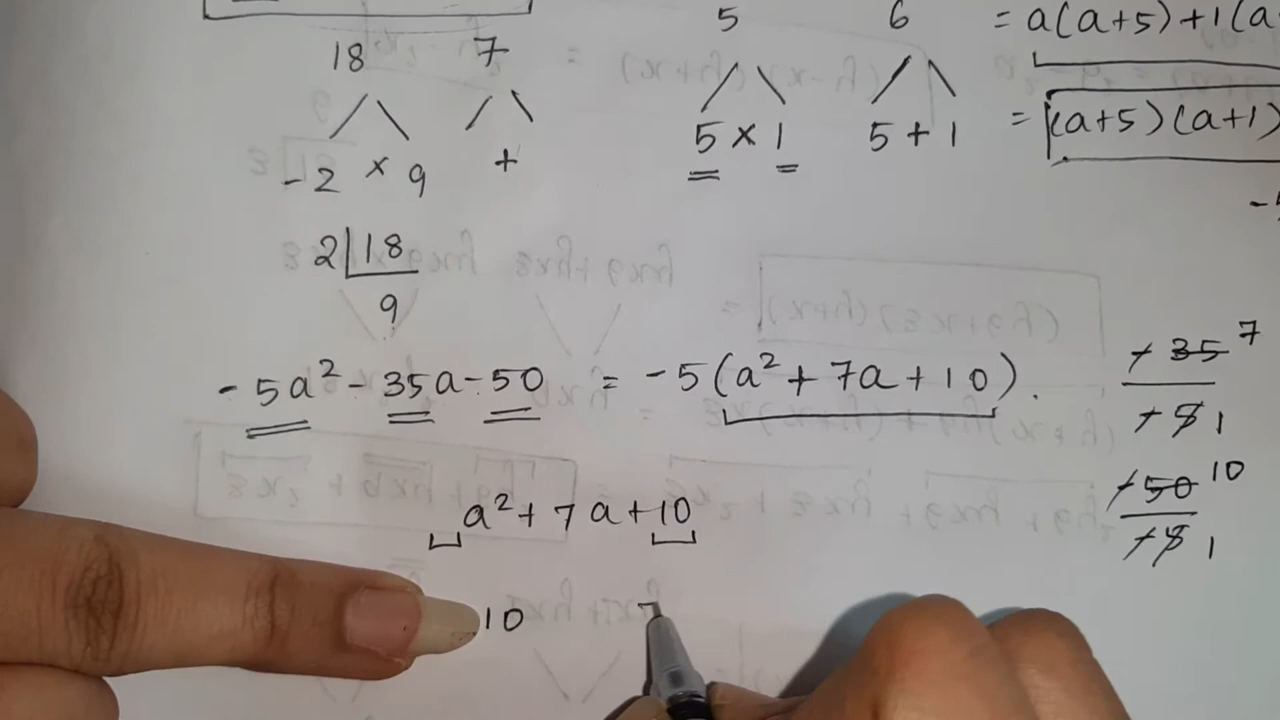 5 6 = a(a+5)+1(a
18 7
5 × 1 5 + 1 = (a+5)(a+1)
-2 × 9 +
2 | 18
9
-5a² - 35a - 50 = -5(a² + 7a + 10).
-35 7
-5 1
-50 10
-5 1
a² + 7a + 10
10 7